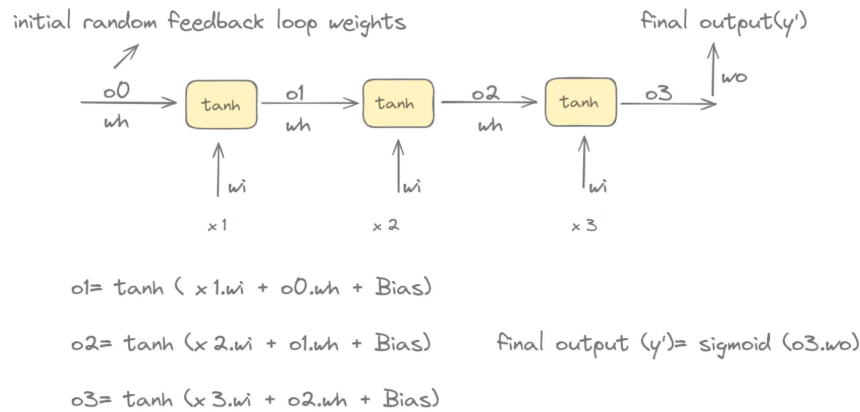 initial random feedback loop weights
final output(y')
o0
o1
o2
o3
wo
tanh
tanh
tanh
wh
wh
wh
wi
wi
wi
x1
x2
x3
o1= tanh ( x1.wi + o0.wh + Bias)
o2= tanh (x2.wi + o1.wh + Bias)
final output (y')= sigmoid (o3.wo)
o3= tanh (x3.wi + o2.wh + Bias)